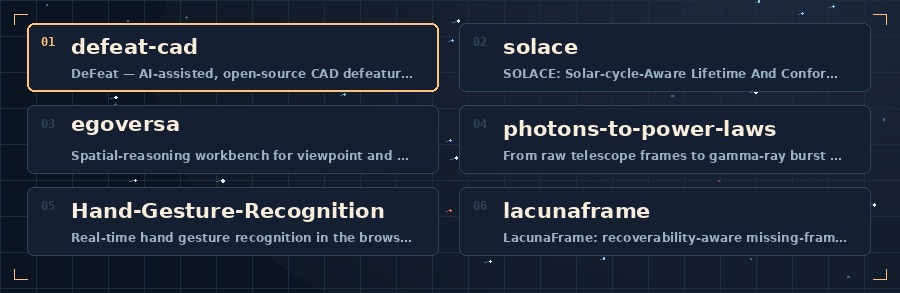 01 defeat-cad
DeFeat — AI-assisted, open-source CAD defeatur...
02 solace
SOLACE: Solar-cycle-Aware Lifetime And Confor...
03 egoversa
Spatial-reasoning workbench for viewpoint and ...
04 photons-to-power-laws
From raw telescope frames to gamma-ray burst ...
05 Hand-Gesture-Recognition
Real-time hand gesture recognition in the brows...
06 lacunaframe
LacunaFrame: recoverability-aware missing-fram...